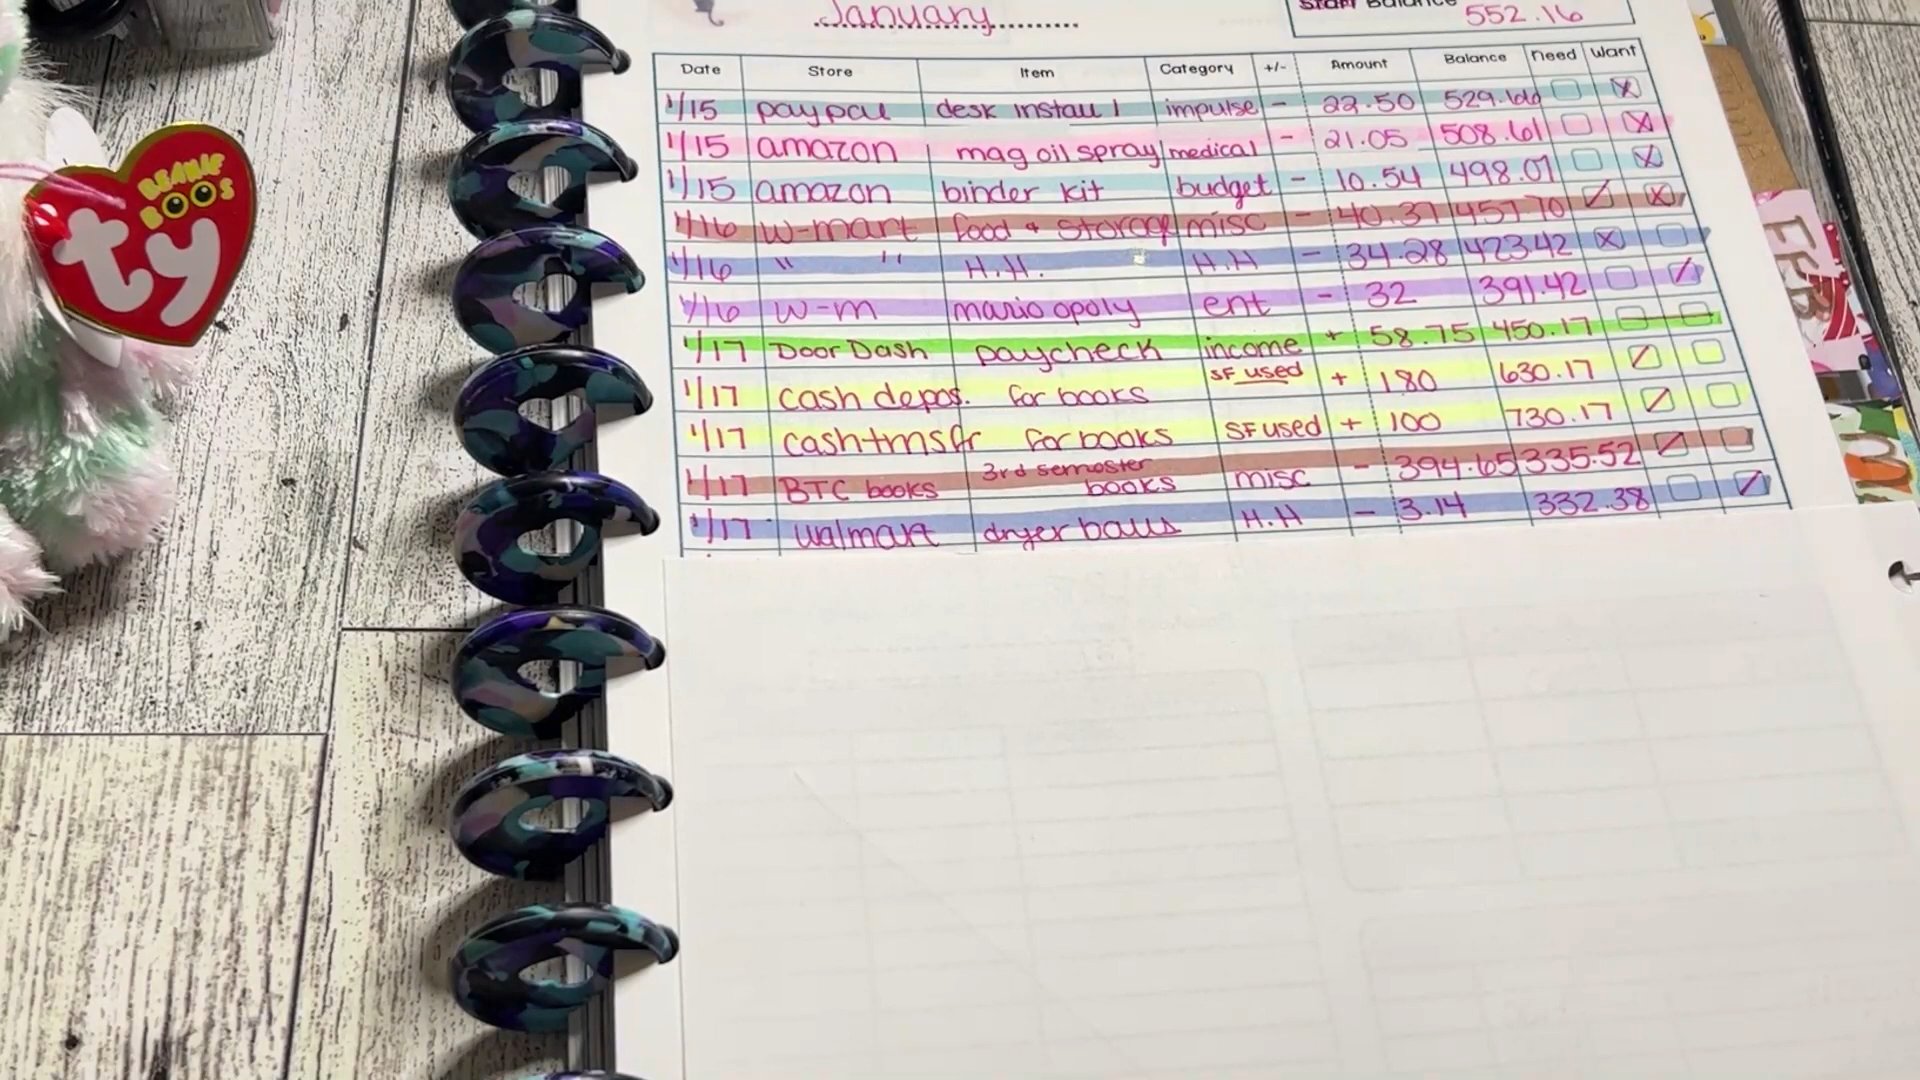 January
Start Balance 552.16
Date Store Item Category +/- Amount Balance Need Want
1/15 paypal desk install 1 impulse - 22.50 529.66 X
1/15 amazon mag oil spray medical - 21.05 508.61 X
1/15 amazon binder kit budget - 10.54 498.07 X
1/16 w-mart food + storage misc - 40.37 457.70 / X
1/16 " " H.H. H.H - 34.28 423.42 X
1/16 w-m mario opoly ent - 32 391.42 /
1/17 DoorDash paycheck income + 58.75 450.17
1/17 cash depos. for books SF used + 180 630.17 /
1/17 cash trnsfr for books SF used + 100 730.17 /
1/17 BTC books 3rd semester books misc - 394.65 335.52 /
1/17 walmart dryer balls H.H - 3.14 332.38 /
BEANIE
BOOS
ty